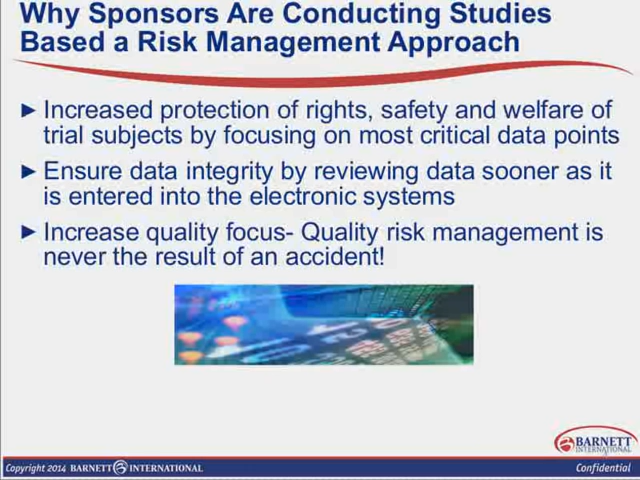 Why Sponsors Are Conducting Studies
Based a Risk Management Approach
► Increased protection of rights, safety and welfare of
trial subjects by focusing on most critical data points
► Ensure data integrity by reviewing data sooner as it
is entered into the electronic systems
► Increase quality focus- Quality risk management is
never the result of an accident!
BARNETT
INTERNATIONAL
Copyright 2014 BARNETT INTERNATIONAL
Confidential